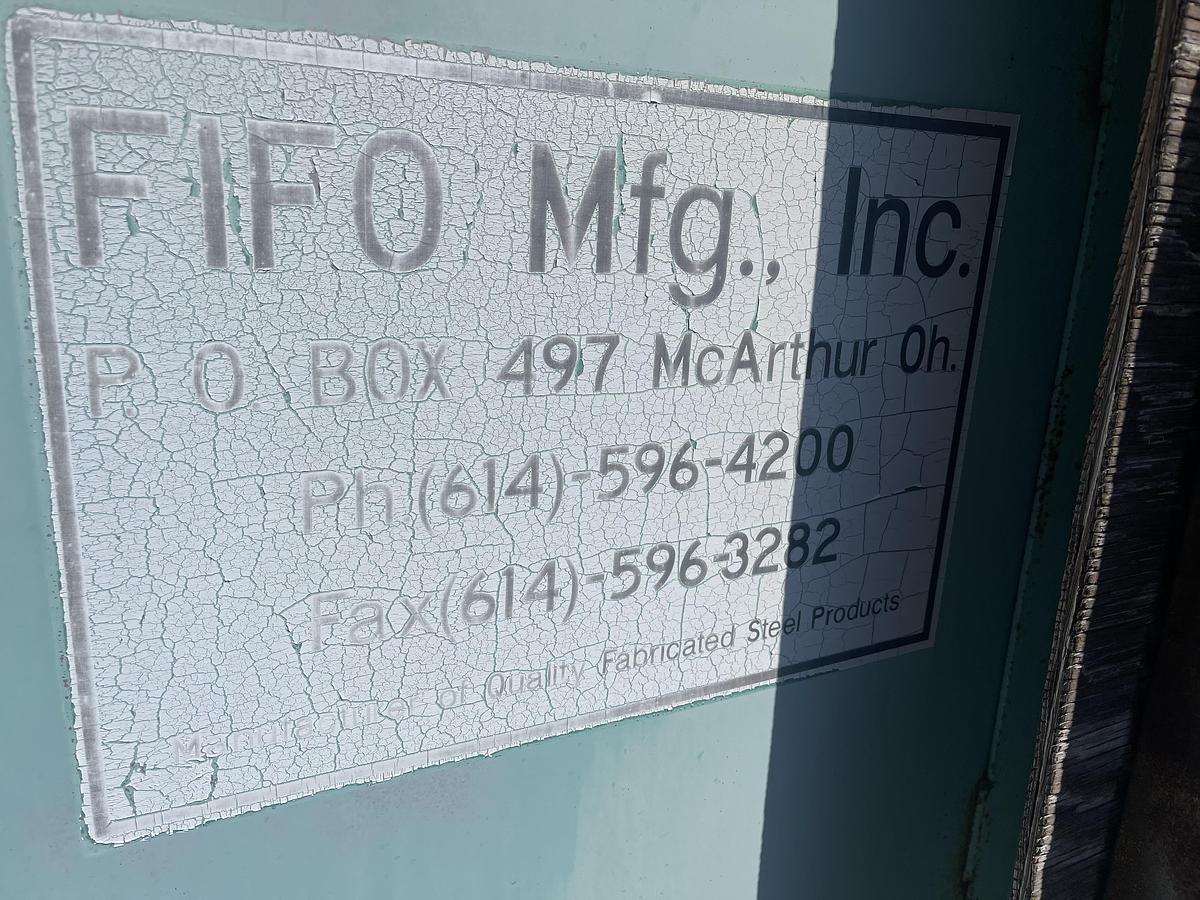 FIFO Mfg., Inc.
P. O. BOX 497 McArthur Oh.
Ph (614)-596-4200
Fax(614)-596-3282
Manufacturer of Quality Fabricated Steel Products